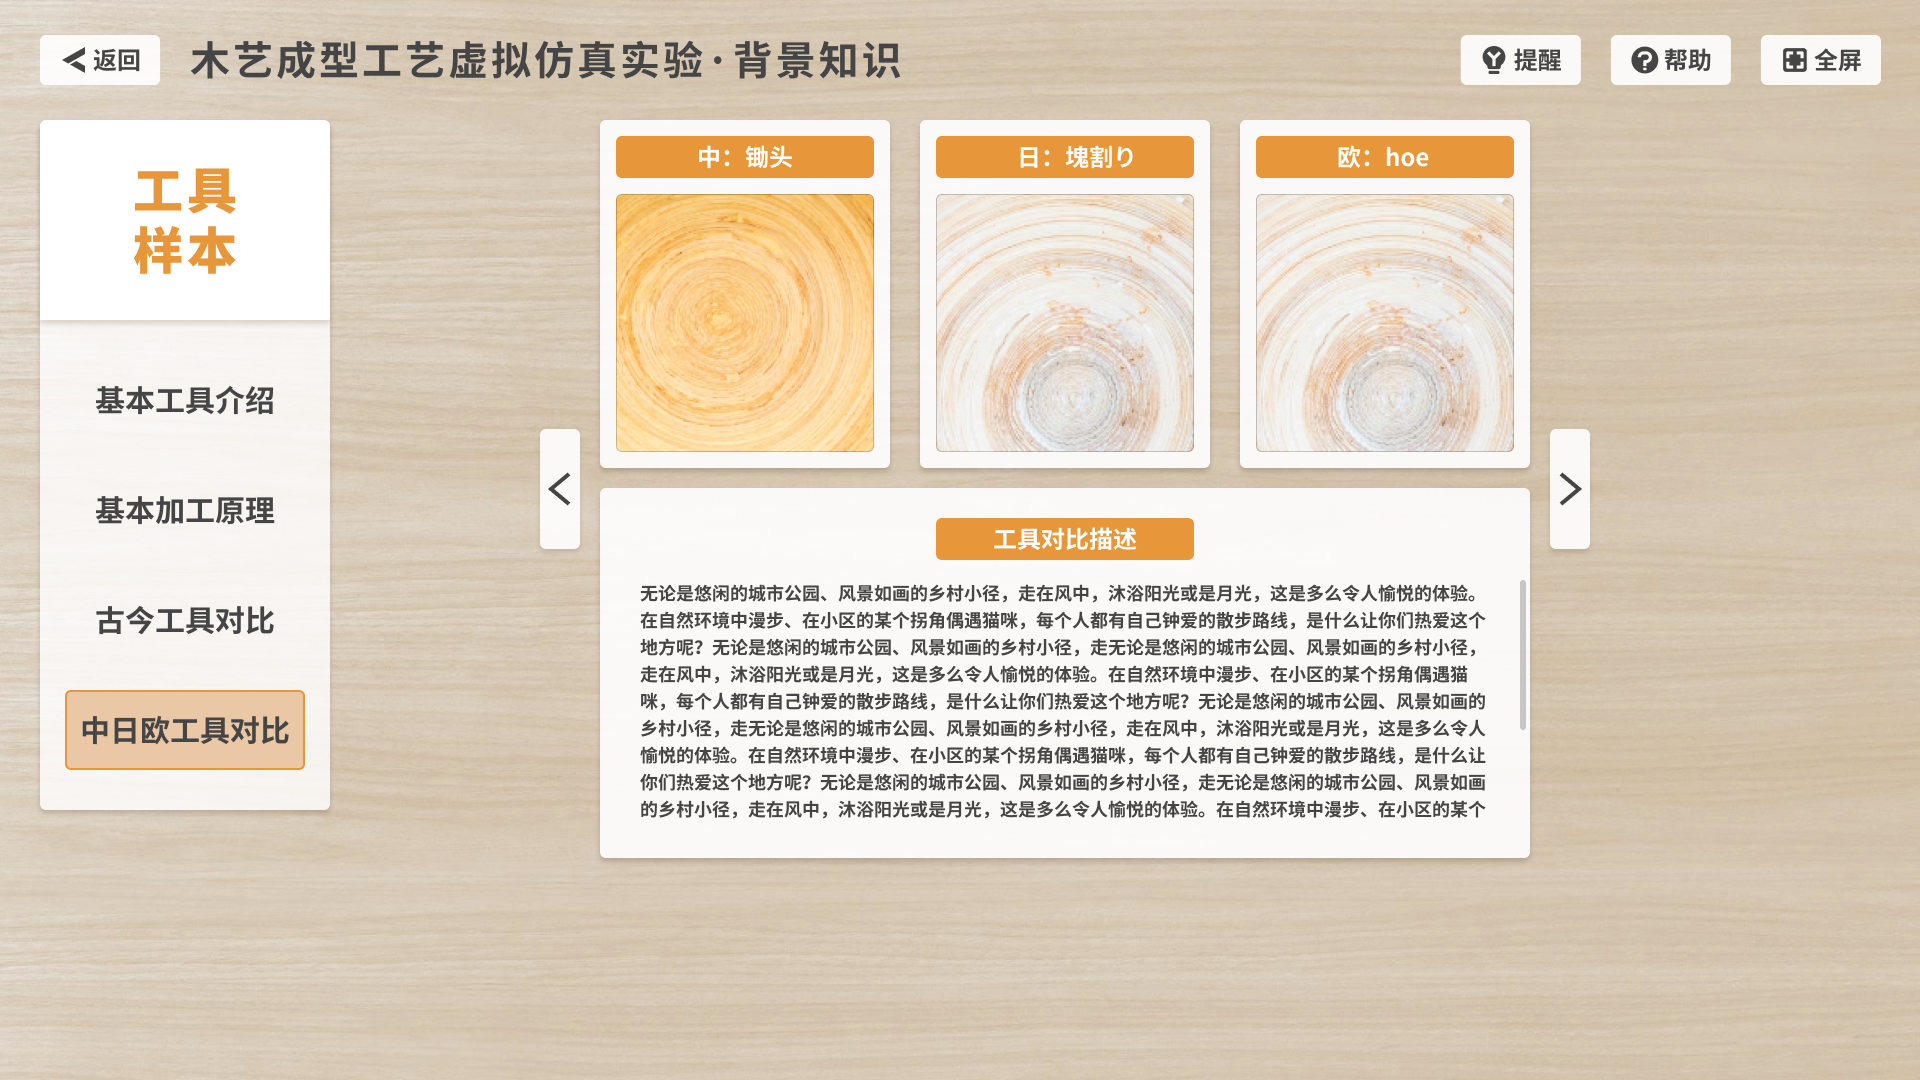 返回
木艺成型工艺虚拟仿真实验·背景知识
提醒
帮助
全屏
工具
样本
基本工具介绍
基本加工原理
古今工具对比
中日欧工具对比
中：锄头
日：塊割り
欧：hoe
工具对比描述
无论是悠闲的城市公园、风景如画的乡村小径，走在风中，沐浴阳光或是月光，这是多么令人愉悦的体验。
在自然环境中漫步、在小区的某个拐角偶遇猫咪，每个人都有自己钟爱的散步路线，是什么让你们热爱这个
地方呢？无论是悠闲的城市公园、风景如画的乡村小径，走无论是悠闲的城市公园、风景如画的乡村小径，
走在风中，沐浴阳光或是月光，这是多么令人愉悦的体验。在自然环境中漫步、在小区的某个拐角偶遇猫
咪，每个人都有自己钟爱的散步路线，是什么让你们热爱这个地方呢？无论是悠闲的城市公园、风景如画的
乡村小径，走无论是悠闲的城市公园、风景如画的乡村小径，走在风中，沐浴阳光或是月光，这是多么令人
愉悦的体验。在自然环境中漫步、在小区的某个拐角偶遇猫咪，每个人都有自己钟爱的散步路线，是什么让
你们热爱这个地方呢？无论是悠闲的城市公园、风景如画的乡村小径，走无论是悠闲的城市公园、风景如画
的乡村小径，走在风中，沐浴阳光或是月光，这是多么令人愉悦的体验。在自然环境中漫步、在小区的某个